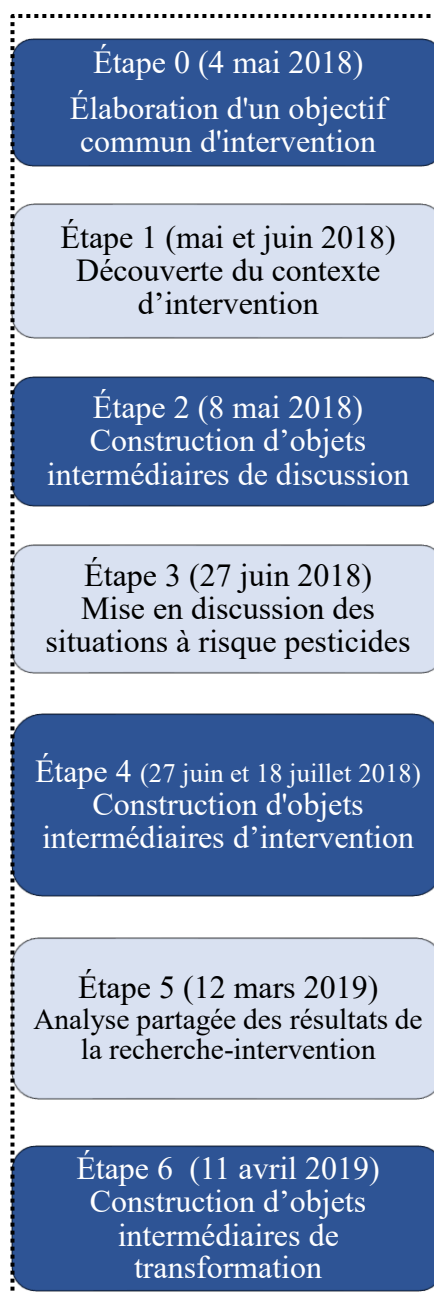 Étape 0 (4 mai 2018)
Élaboration d'un objectif
commun d'intervention
Étape 1 (mai et juin 2018)
Découverte du contexte
d’intervention
Étape 2 (8 mai 2018)
Construction d’objets
intermédiaires de discussion
Étape 3 (27 juin 2018)
Mise en discussion des
situations à risque pesticides
Étape 4 (27 juin et 18 juillet 2018)
Construction d'objets
intermédiaires d’intervention
Étape 5 (12 mars 2019)
Analyse partagée des résultats de
la recherche-intervention
Étape 6 (11 avril 2019)
Construction d’objets
intermédiaires de
transformation